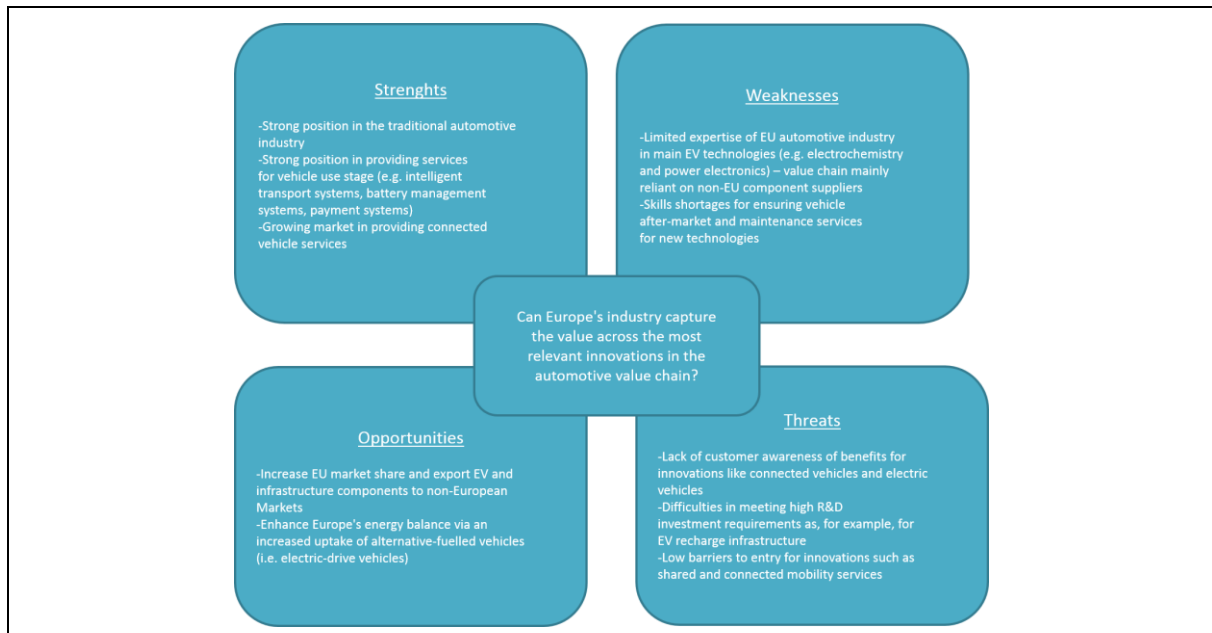 Strenghts
-Strong position in the traditional automotive
industry
-Strong position in providing services
for vehicle use stage (e.g. intelligent
transport systems, battery management
systems, payment systems)
-Growing market in providing connected
vehicle services
Weaknesses
-Limited expertise of EU automotive industry
in main EV technologies (e.g. electrochemistry
and power electronics) – value chain mainly
reliant on non-EU component suppliers
-Skills shortages for ensuring vehicle
after-market and maintenance services
for new technologies
Can Europe's industry capture
the value across the most
relevant innovations in the
automotive value chain?
Opportunities
-Increase EU market share and export EV and
infrastructure components to non-European
Markets
-Enhance Europe's energy balance via an
increased uptake of alternative-fuelled vehicles
(i.e. electric-drive vehicles)
Threats
-Lack of customer awareness of benefits for
innovations like connected vehicles and electric
vehicles
-Difficulties in meeting high R&D
investment requirements as, for example, for
EV recharge infrastructure
-Low barriers to entry for innovations such as
shared and connected mobility services